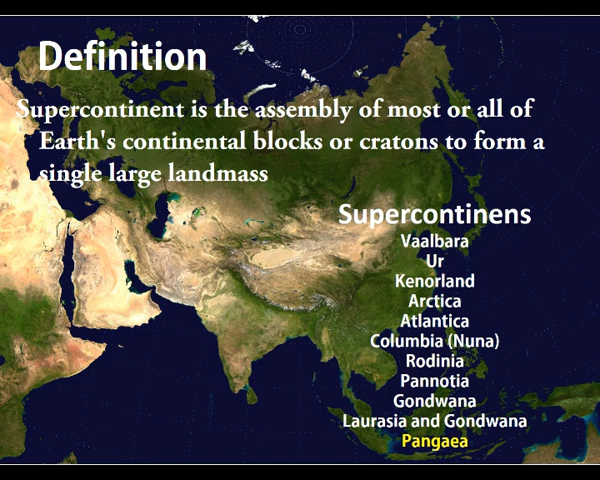 Definition
Supercontinent is the assembly of most or all of
Earth's continental blocks or cratons to form a
single large landmass
Supercontinens
Vaalbara
Ur
Kenorland
Arctica
Atlantica
Columbia (Nuna)
Rodinia
Pannotia
Gondwana
Laurasia and Gondwana
Pangaea